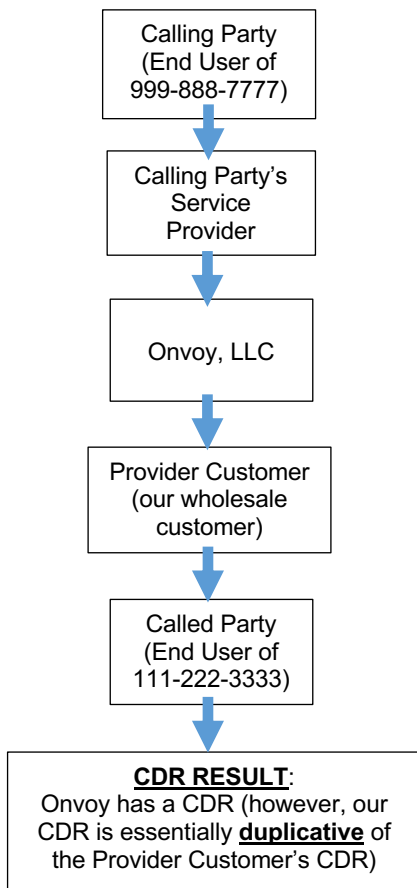 Calling Party
(End User of
999-888-7777)
Calling Party's
Service
Provider
Onvoy, LLC
Provider Customer
(our wholesale
customer)
Called Party
(End User of
111-222-3333)
CDR RESULT:
Onvoy has a CDR (however, our
CDR is essentially duplicative of
the Provider Customer's CDR)